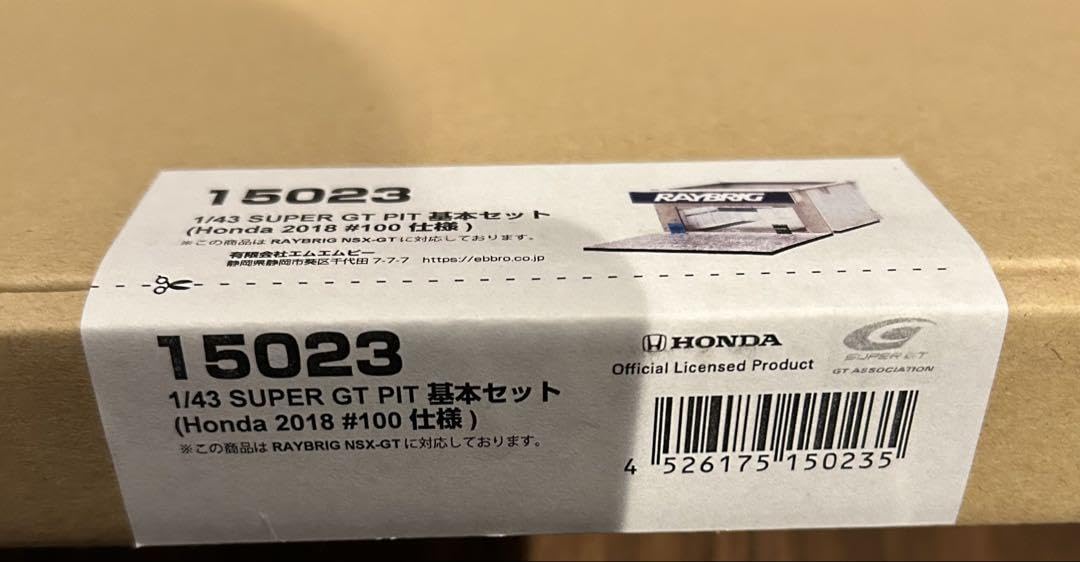 15023
1/43 SUPER GT PIT 基本セット
(Honda 2018 #100 仕様)
※この商品は RAYBRIG NSX-GT に対応しております。
有限会社エムエムピー
静岡県静岡市葵区千代田 7-7-7 https://ebbro.co.jp
RAYBRIG
15023
1/43 SUPER GT PIT 基本セット
(Honda 2018 #100 仕様)
※この商品は RAYBRIG NSX-GT に対応しております。
HONDA
Official Licensed Product
SUPER GT
GT ASSOCIATION
4 526175 150235